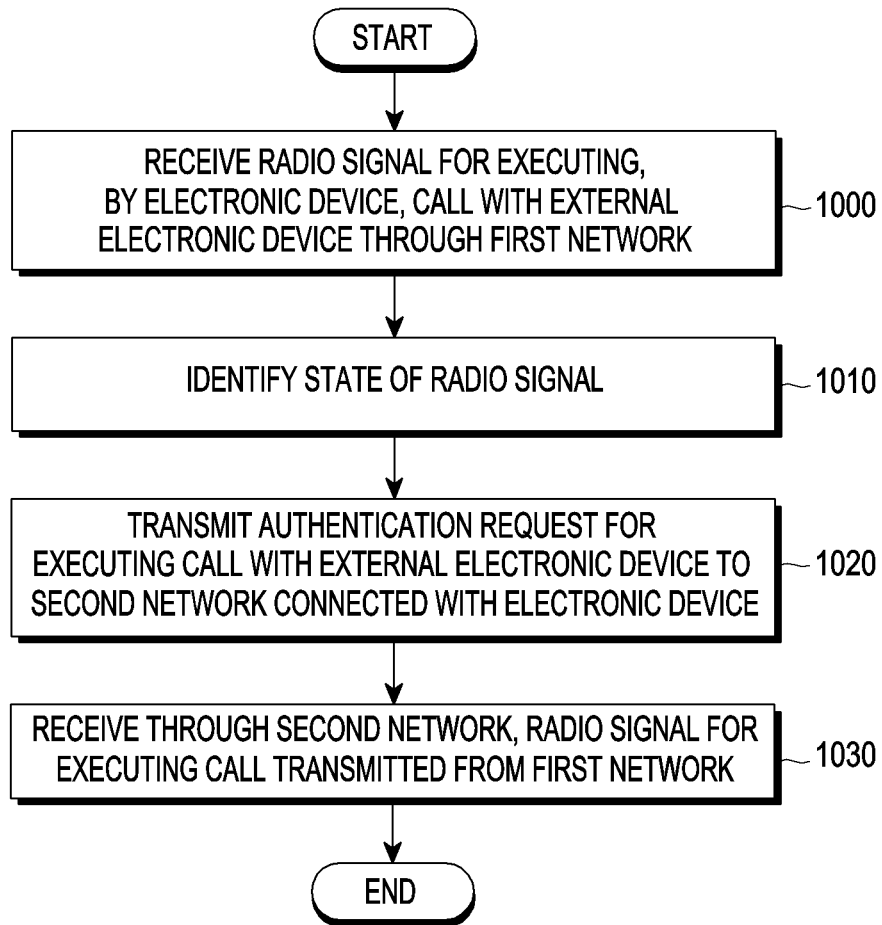 START
RECEIVE RADIO SIGNAL FOR EXECUTING,
BY ELECTRONIC DEVICE, CALL WITH EXTERNAL
ELECTRONIC DEVICE THROUGH FIRST NETWORK
1000
IDENTIFY STATE OF RADIO SIGNAL
1010
TRANSMIT AUTHENTICATION REQUEST FOR
EXECUTING CALL WITH EXTERNAL ELECTRONIC DEVICE TO
SECOND NETWORK CONNECTED WITH ELECTRONIC DEVICE
1020
RECEIVE THROUGH SECOND NETWORK, RADIO SIGNAL FOR
EXECUTING CALL TRANSMITTED FROM FIRST NETWORK
1030
END